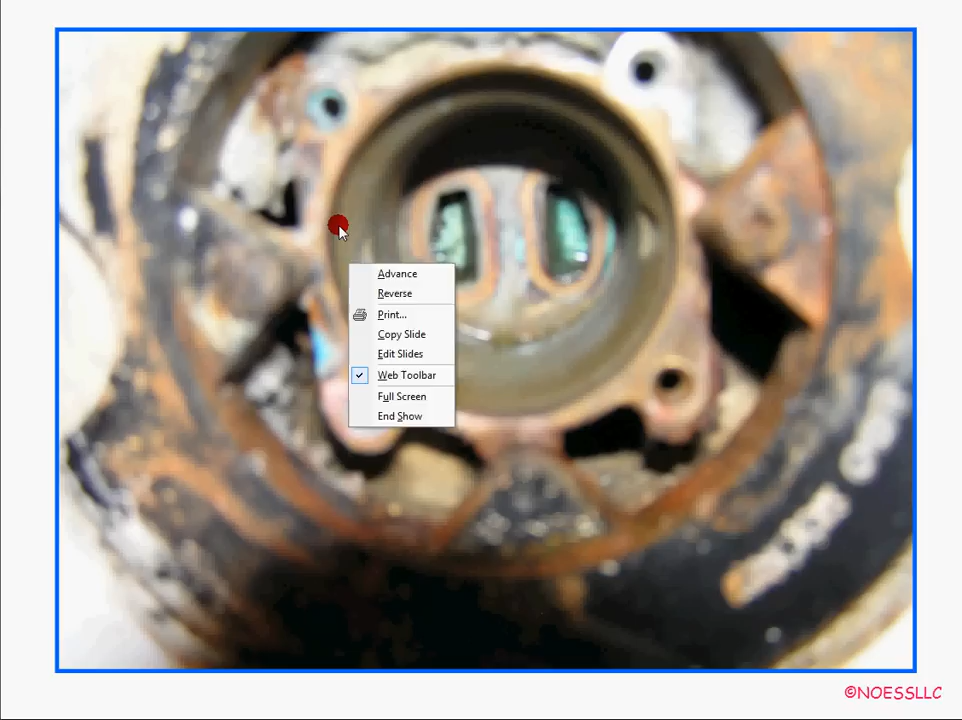 Advance
Reverse
Print...
Copy Slide
Edit Slides
Web Toolbar
Full Screen
End Show
©NOESSLLC